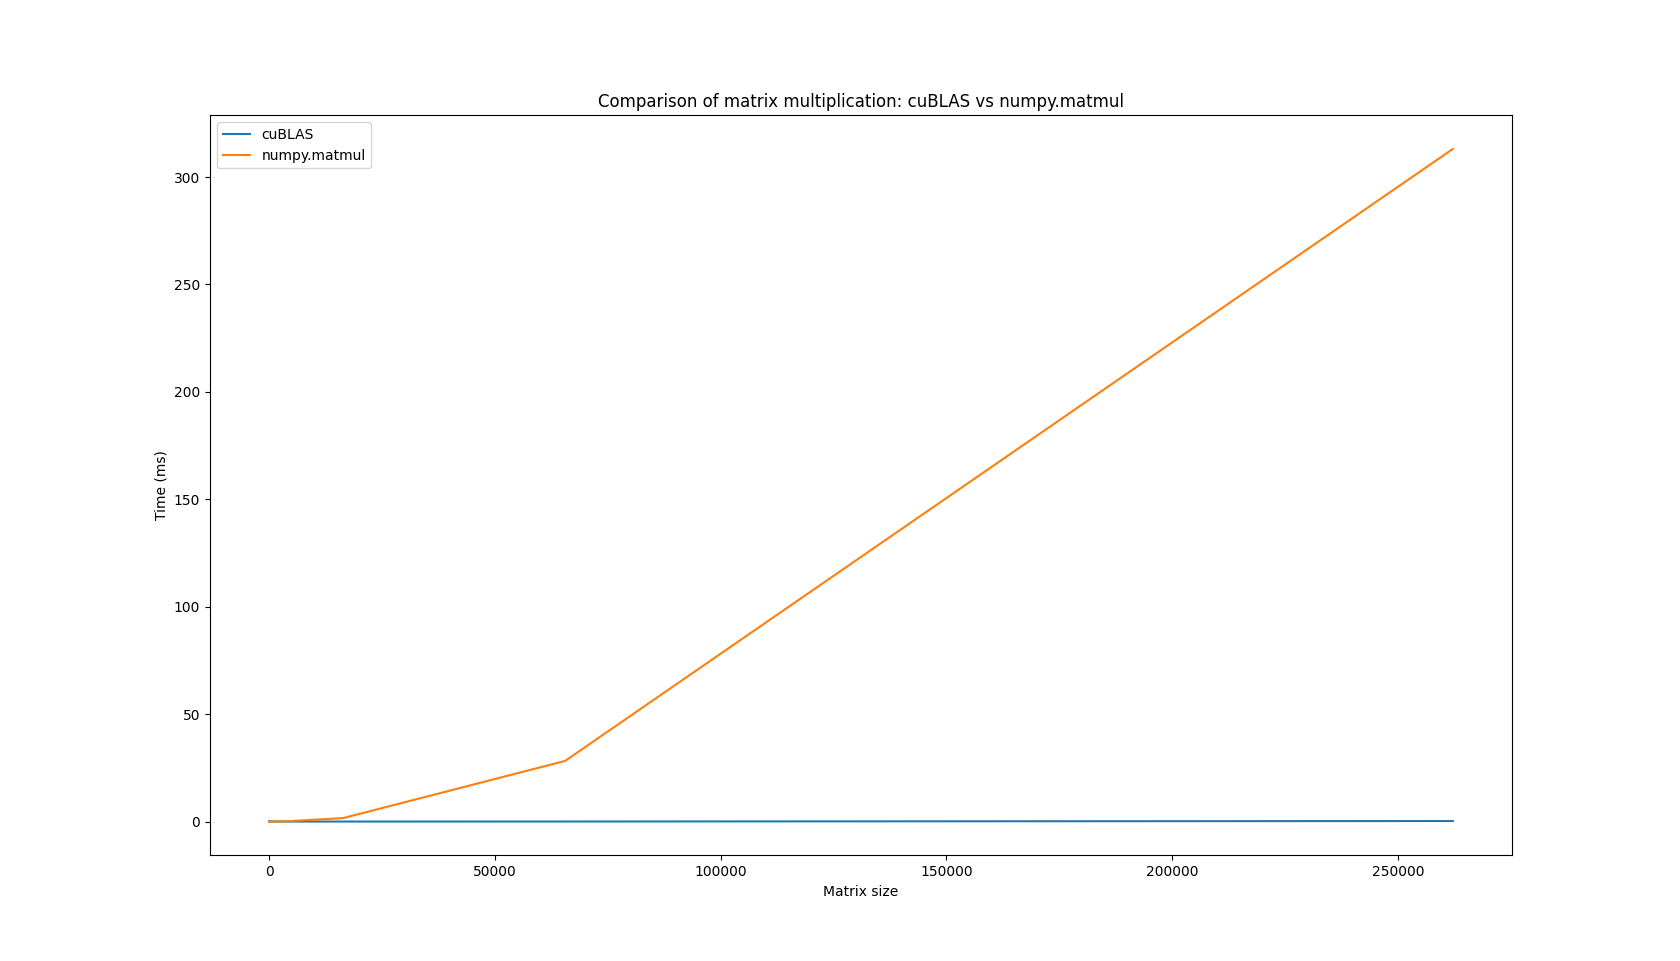 Comparison of matrix multiplication: cuBLAS vs numpy.matmul
cuBLAS
numpy.matmul
300
250
200
150
100
50
0
Time (ms)
0 50000 100000 150000 200000 250000
Matrix size